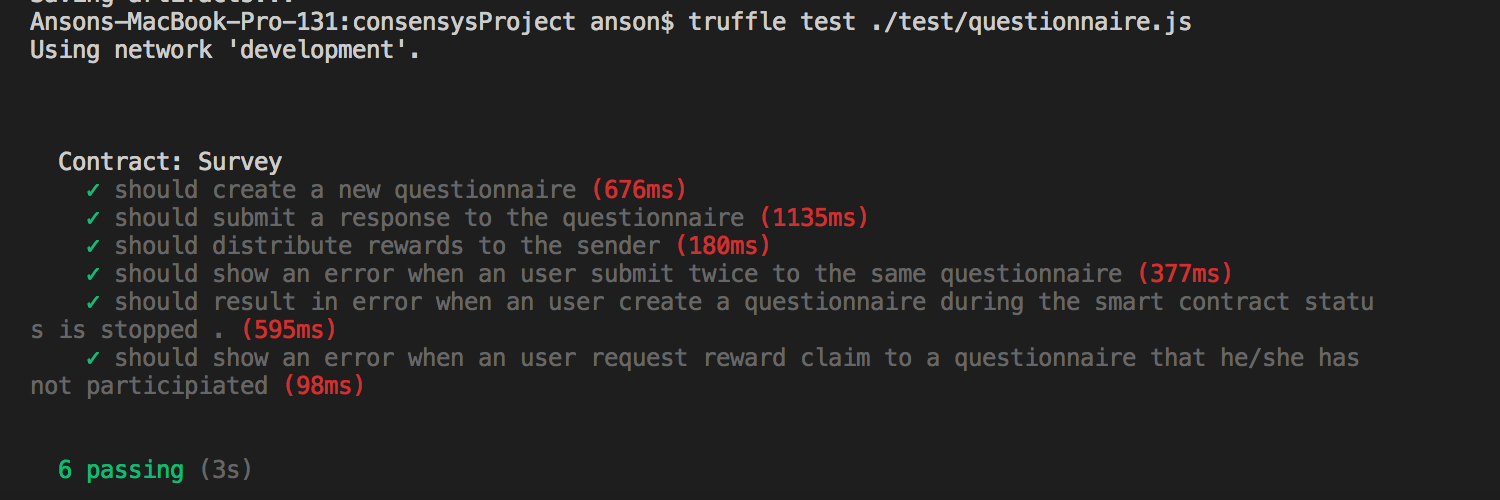 Saving artifacts...
Ansons-MacBook-Pro-131:consensysProject anson$ truffle test ./test/questionnaire.js
Using network 'development'.
Contract: Survey
✓ should create a new questionnaire (676ms)
✓ should submit a response to the questionnaire (1135ms)
✓ should distribute rewards to the sender (180ms)
✓ should show an error when an user submit twice to the same questionnaire (377ms)
✓ should result in error when an user create a questionnaire during the smart contract statu
s is stopped . (595ms)
✓ should show an error when an user request reward claim to a questionnaire that he/she has
not participiated (98ms)
6 passing (3s)